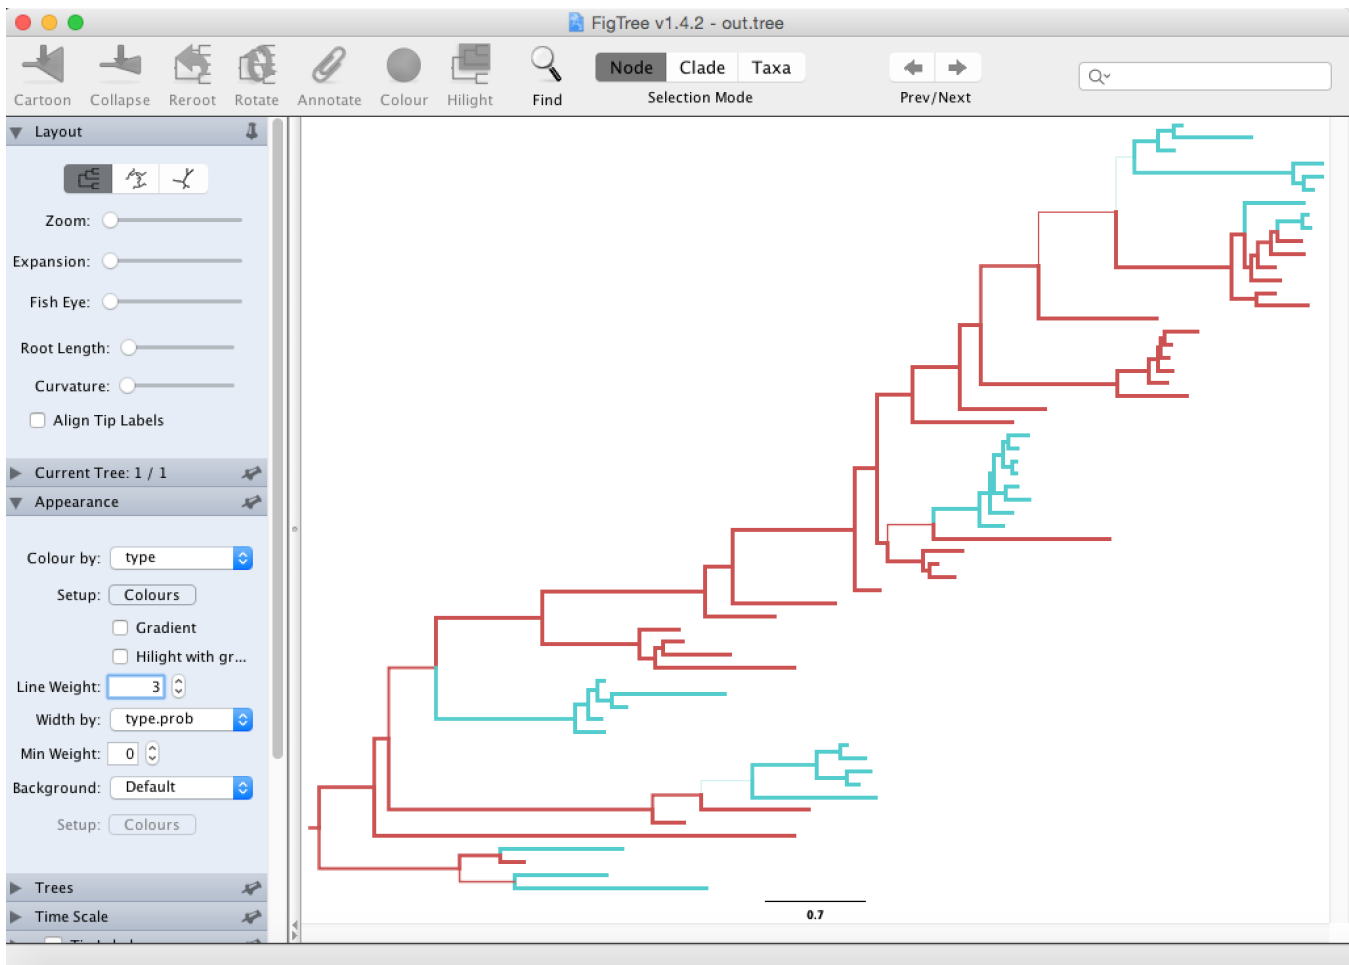 FigTree v1.4.2 - out.tree
Cartoon Collapse Reroot Rotate Annotate Colour Hilight Find
Node Clade Taxa
Selection Mode
Prev/Next
Layout
Zoom:
Expansion:
Fish Eye:
Root Length:
Curvature:
Align Tip Labels
Current Tree: 1 / 1
Appearance
Colour by: type
Setup: Colours
Gradient
Hilight with gr...
Line Weight: 3
Width by: type.prob
Min Weight: 0
Background: Default
Setup: Colours
Trees
Time Scale
0.7